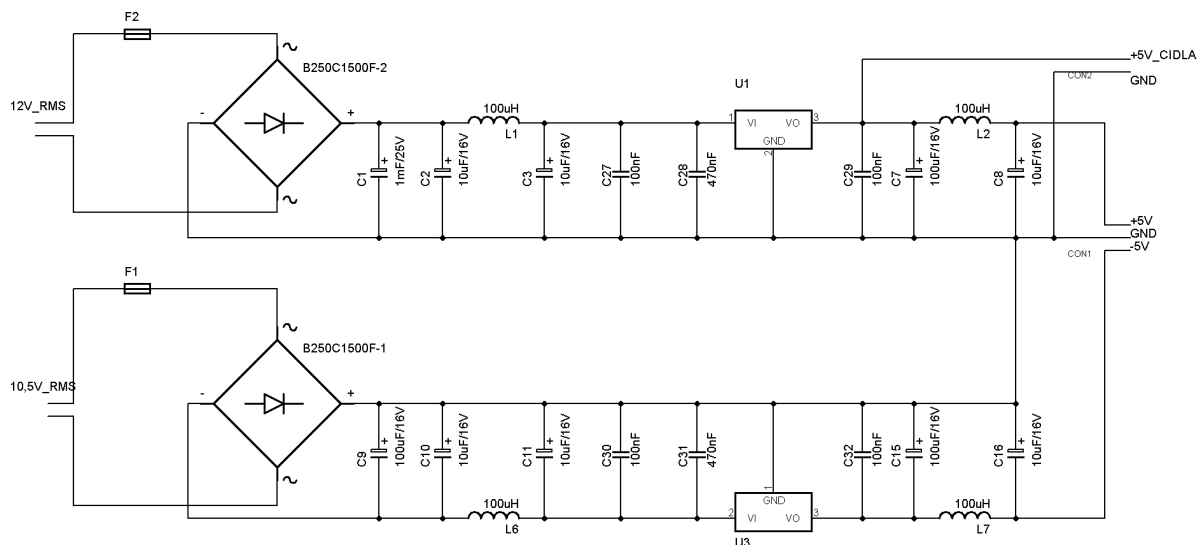 F2
B250C1500F-2
+5V_CIDLA
CON2
GND
12V_RMS
-
+
100uH
L1
U1
1
VI
VO
3
GND
2
100uH
L2
C1
+
1mF/25V
C2
+
10uF/16V
C3
+
10uF/16V
C27
100nF
C28
470nF
C29
100nF
C7
+
100uF/16V
C8
+
10uF/16V
+5V
GND
-5V
CON1
F1
B250C1500F-1
10,5V_RMS
-
+
C9
+
100uF/16V
C10
+
10uF/16V
C11
+
10uF/16V
C30
100nF
C31
470nF
C32
100nF
C15
+
100uF/16V
C16
+
10uF/16V
100uH
L6
1
GND
2
VI
VO
3
U3
100uH
L7